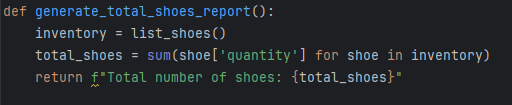 def generate_total_shoes_report():
    inventory = list_shoes()
    total_shoes = sum(shoe['quantity'] for shoe in inventory)
    return f"Total number of shoes: {total_shoes}"